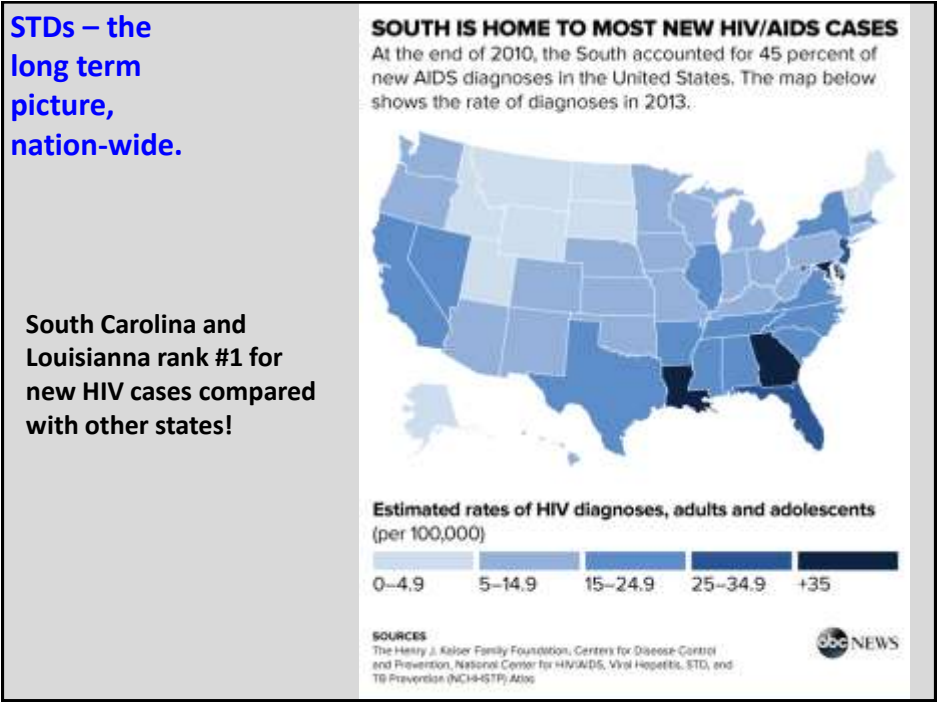 STDs – the
long term
picture,
nation-wide.
South Carolina and
Louisianna rank #1 for
new HIV cases compared
with other states!
SOUTH IS HOME TO MOST NEW HIV/AIDS CASES
At the end of 2010, the South accounted for 45 percent of
new AIDS diagnoses in the United States. The map below
shows the rate of diagnoses in 2013.
Estimated rates of HIV diagnoses, adults and adolescents
(per 100,000)
0–4.9 5–14.9 15–24.9 25–34.9 +35
SOURCES
The Henry J. Kaiser Family Foundation, Centers for Disease Control
and Prevention, National Center for HIV/AIDS, Viral Hepatitis, STD, and
TB Prevention (NCHHSTP) Atlas
abc NEWS